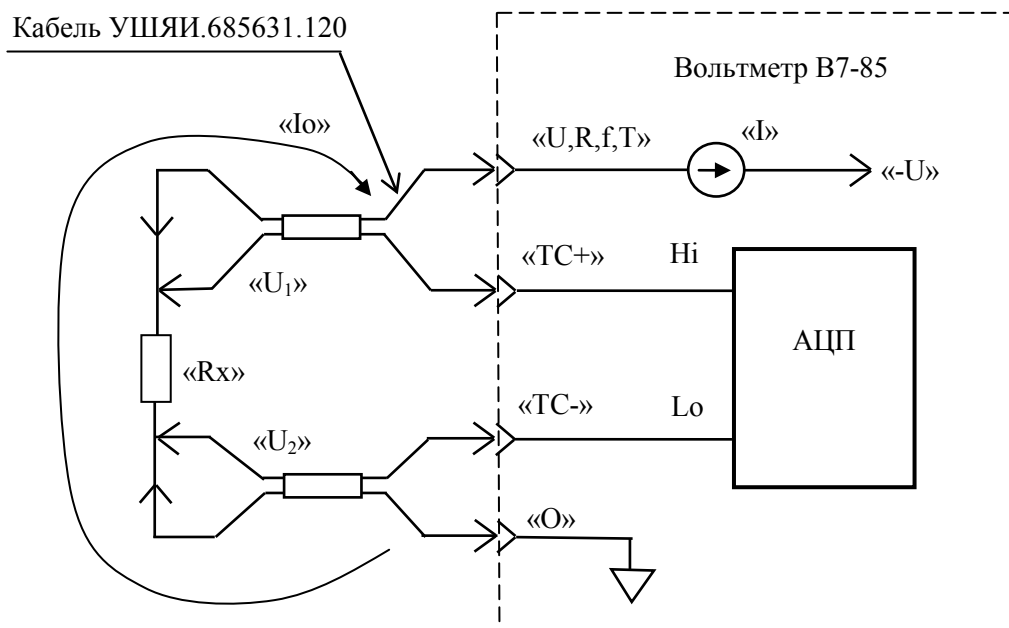 Кабель УШЯИ.685631.120
Вольтметр В7-85
«Io»
«U,R,f,T»
«I»
«-U»
«U₁»
«TC+»
Hi
АЦП
«Rx»
«TC-»
Lo
«U₂»
«O»